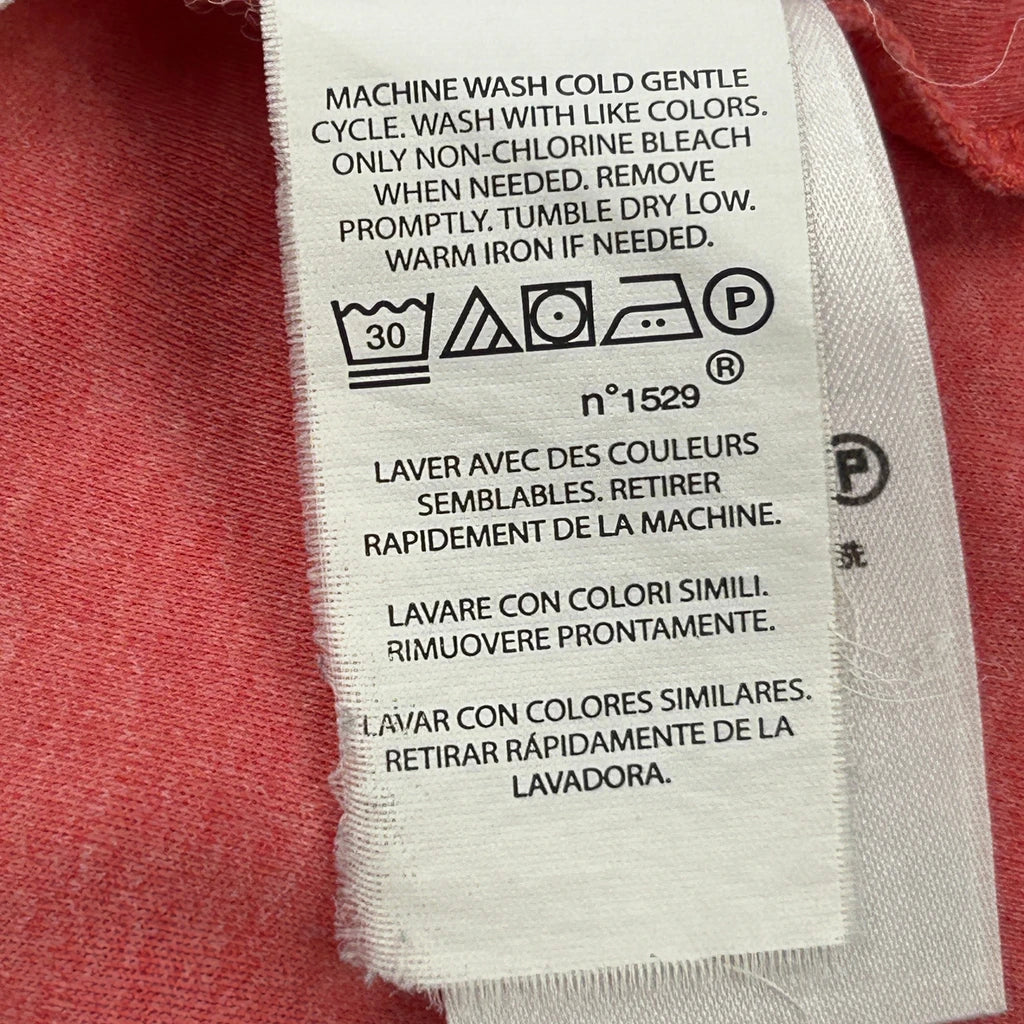 MACHINE WASH COLD GENTLE
CYCLE. WASH WITH LIKE COLORS.
ONLY NON-CHLORINE BLEACH
WHEN NEEDED. REMOVE
PROMPTLY. TUMBLE DRY LOW.
WARM IRON IF NEEDED.
30 P
®
n°1529
LAVER AVEC DES COULEURS
SEMBLABLES. RETIRER
RAPIDEMENT DE LA MACHINE.
LAVARE CON COLORI SIMILI.
RIMUOVERE PRONTAMENTE.
LAVAR CON COLORES SIMILARES.
RETIRAR RÁPIDAMENTE DE LA
LAVADORA.
P
洗